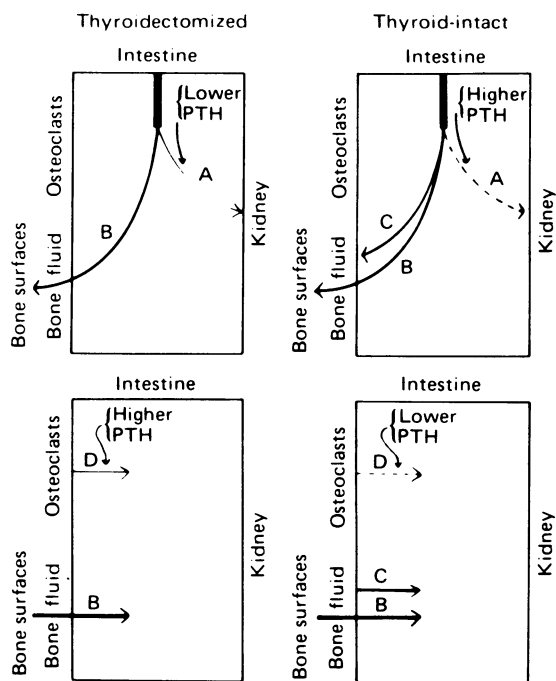 Thyroidectomized
Thyroid-intact
Intestine
Lower
PTH
A
B
Osteoclasts
Bone fluid
Bone surfaces
Kidney
Intestine
Higher
PTH
A
C
B
Osteoclasts
Bone fluid
Bone surfaces
Kidney
Intestine
Higher
PTH
D
B
Osteoclasts
Bone fluid
Bone surfaces
Kidney
Intestine
Lower
PTH
D
C
B
Osteoclasts
Bone fluid
Bone surfaces
Kidney